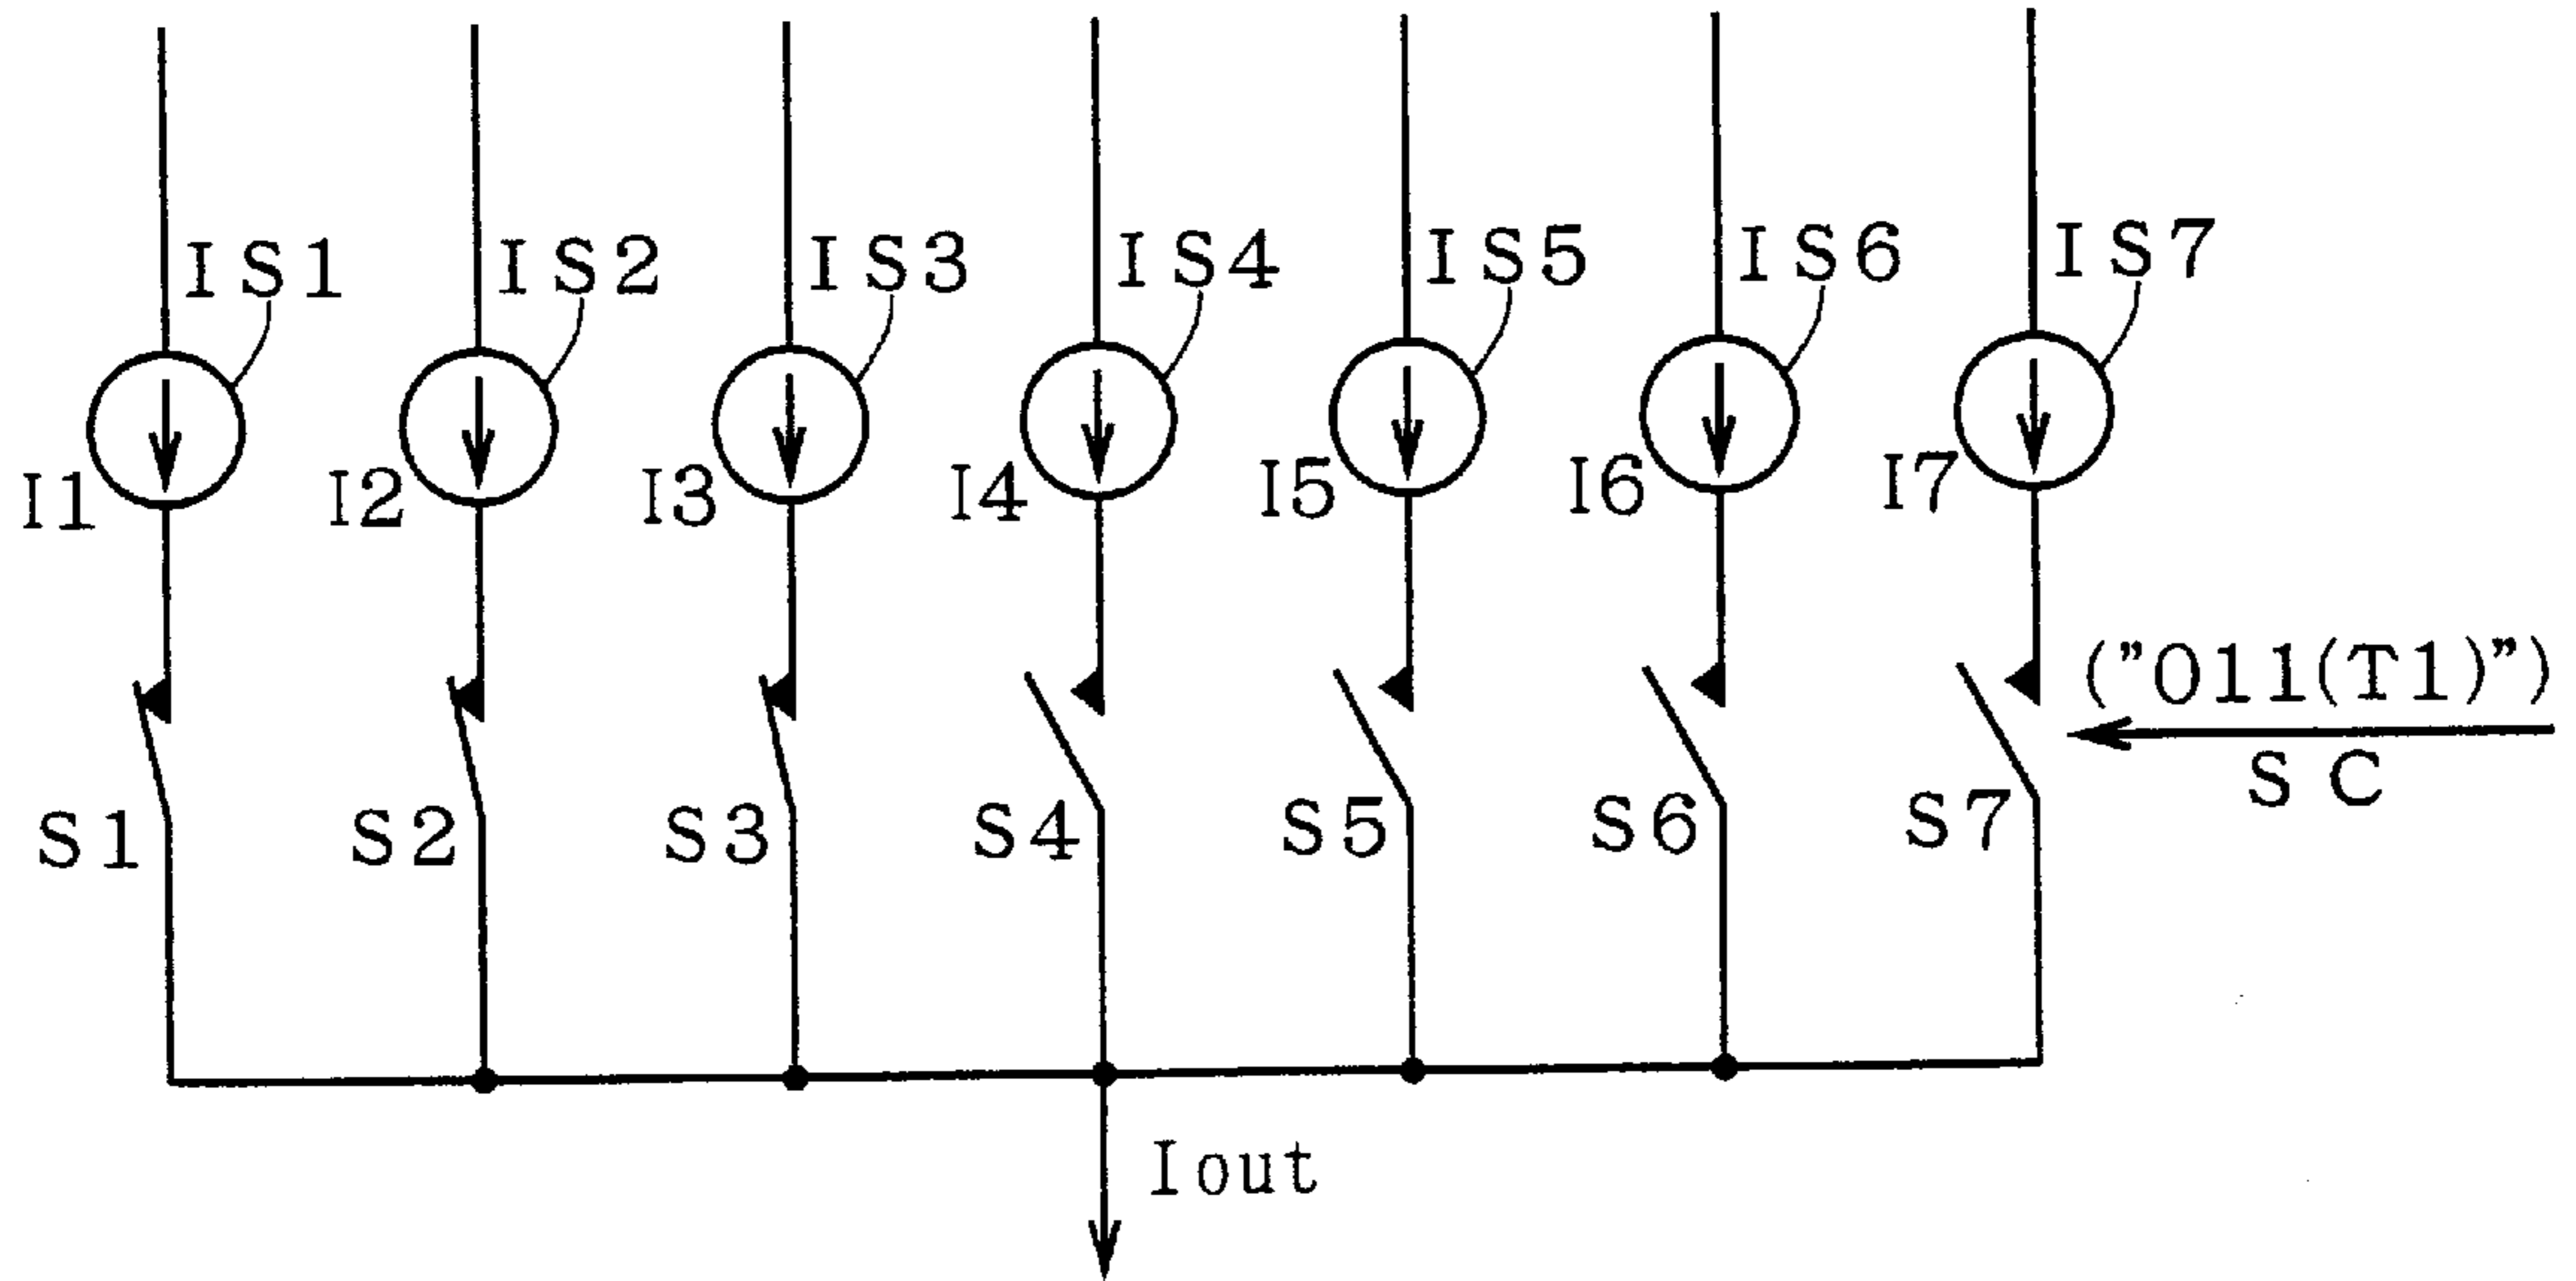 IS1 IS2 IS3 IS4 IS5 IS6 IS7
I1 I2 I3 I4 I5 I6 I7
("011(T1)")
SC
S1 S2 S3 S4 S5 S6 S7
Iout